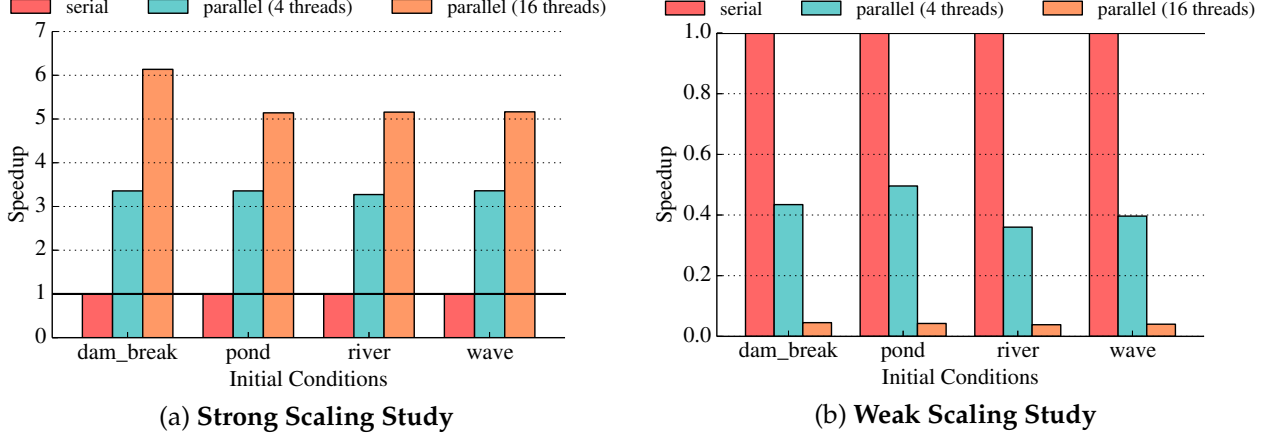 serial parallel (4 threads) parallel (16 threads)
7
6
5
4
3
2
1
0
Speedup
dam_break pond river wave
Initial Conditions
(a) Strong Scaling Study
serial parallel (4 threads) parallel (16 threads)
1.0
0.8
0.6
0.4
0.2
0.0
Speedup
dam_break pond river wave
Initial Conditions
(b) Weak Scaling Study